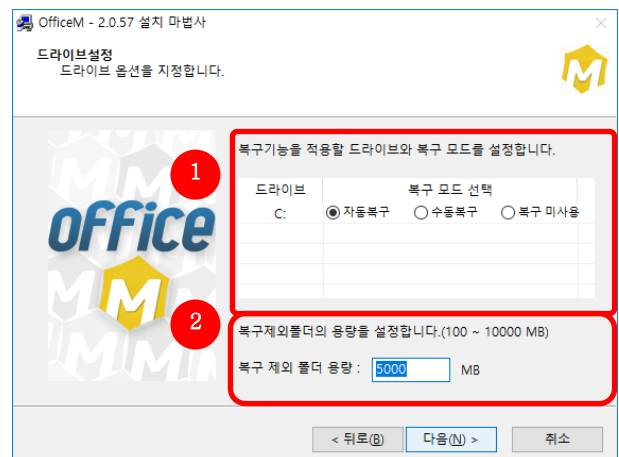 OfficeM - 2.0.57 설치 마법사
드라이브설정
드라이브 옵션을 지정합니다.
M
1
복구기능을 적용할 드라이브와 복구 모드를 설정합니다.
드라이브 복구 모드 선택
C: 자동복구 수동복구 복구 미사용
office
M
2
복구제외폴더의 용량을 설정합니다.(100 ~ 10000 MB)
복구 제외 폴더 용량 : 5000 MB
< 뒤로(B) 다음(N) > 취소